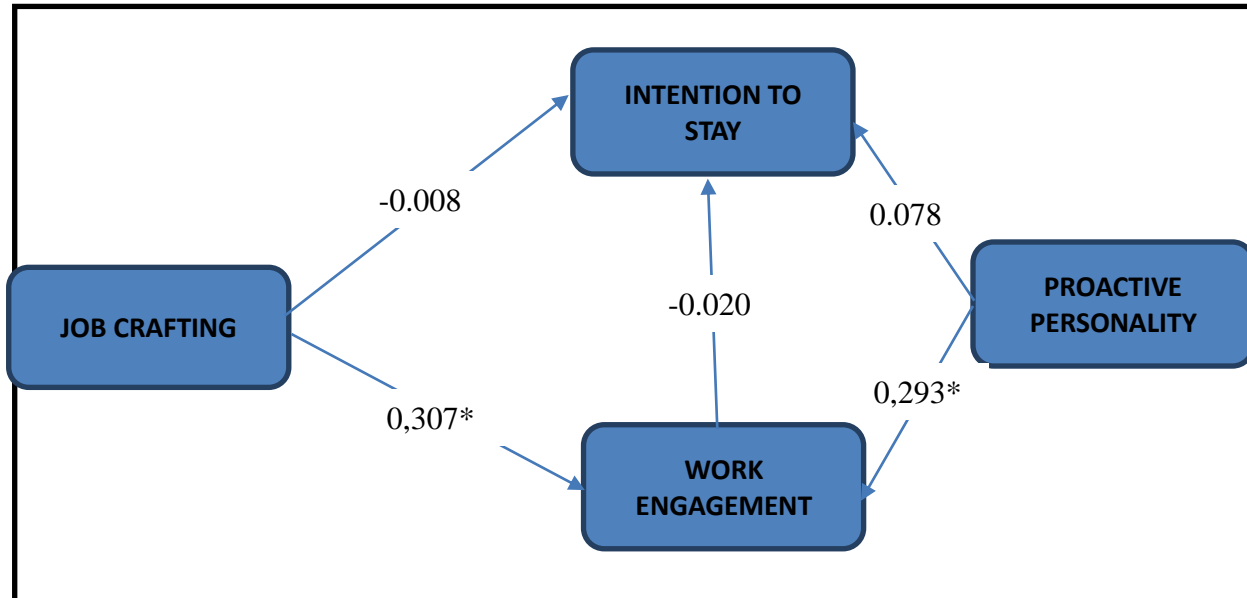 INTENTION TO
STAY
-0.008
0.078
JOB CRAFTING
-0.020
PROACTIVE
PERSONALITY
0,307*
0,293*
WORK
ENGAGEMENT